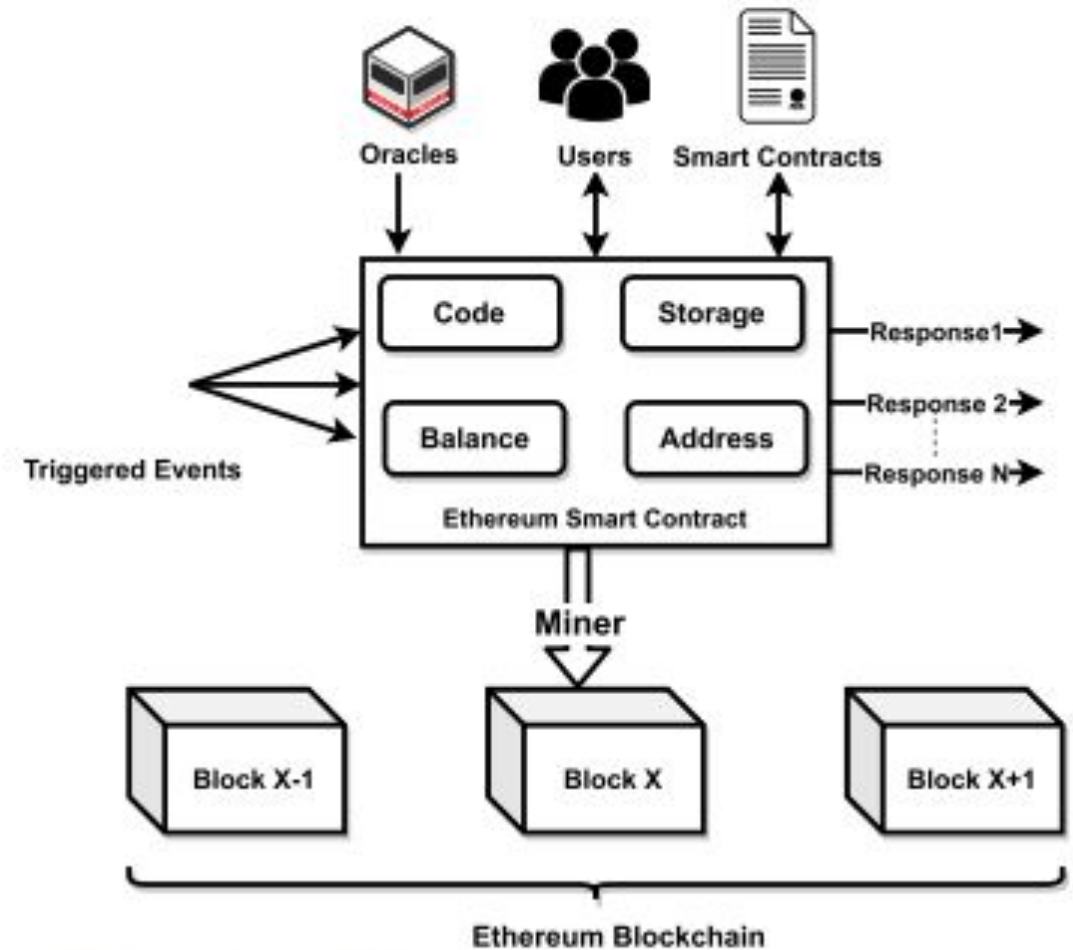 Oracles
Users
Smart Contracts
Code
Storage
Response1
Response 2
Balance
Address
Triggered Events
Response N
Ethereum Smart Contract
Miner
Block X-1
Block X
Block X+1
Ethereum Blockchain